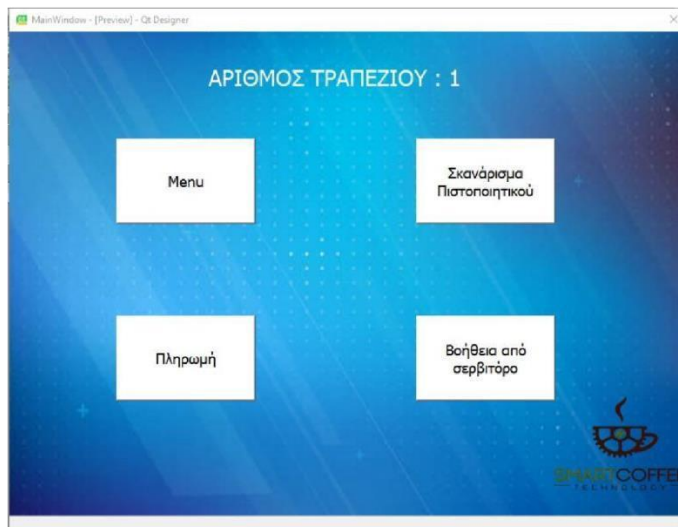 MainWindow - [Preview] - Qt Designer
ΑΡΙΘΜΟΣ ΤΡΑΠΕΖΙΟΥ : 1
Menu
Σκανάρισμα
Πιστοποιητικού
Πληρωμή
Βοήθεια από
σερβιτόρο
SMARTCOFFEE
TECHNOLOGY